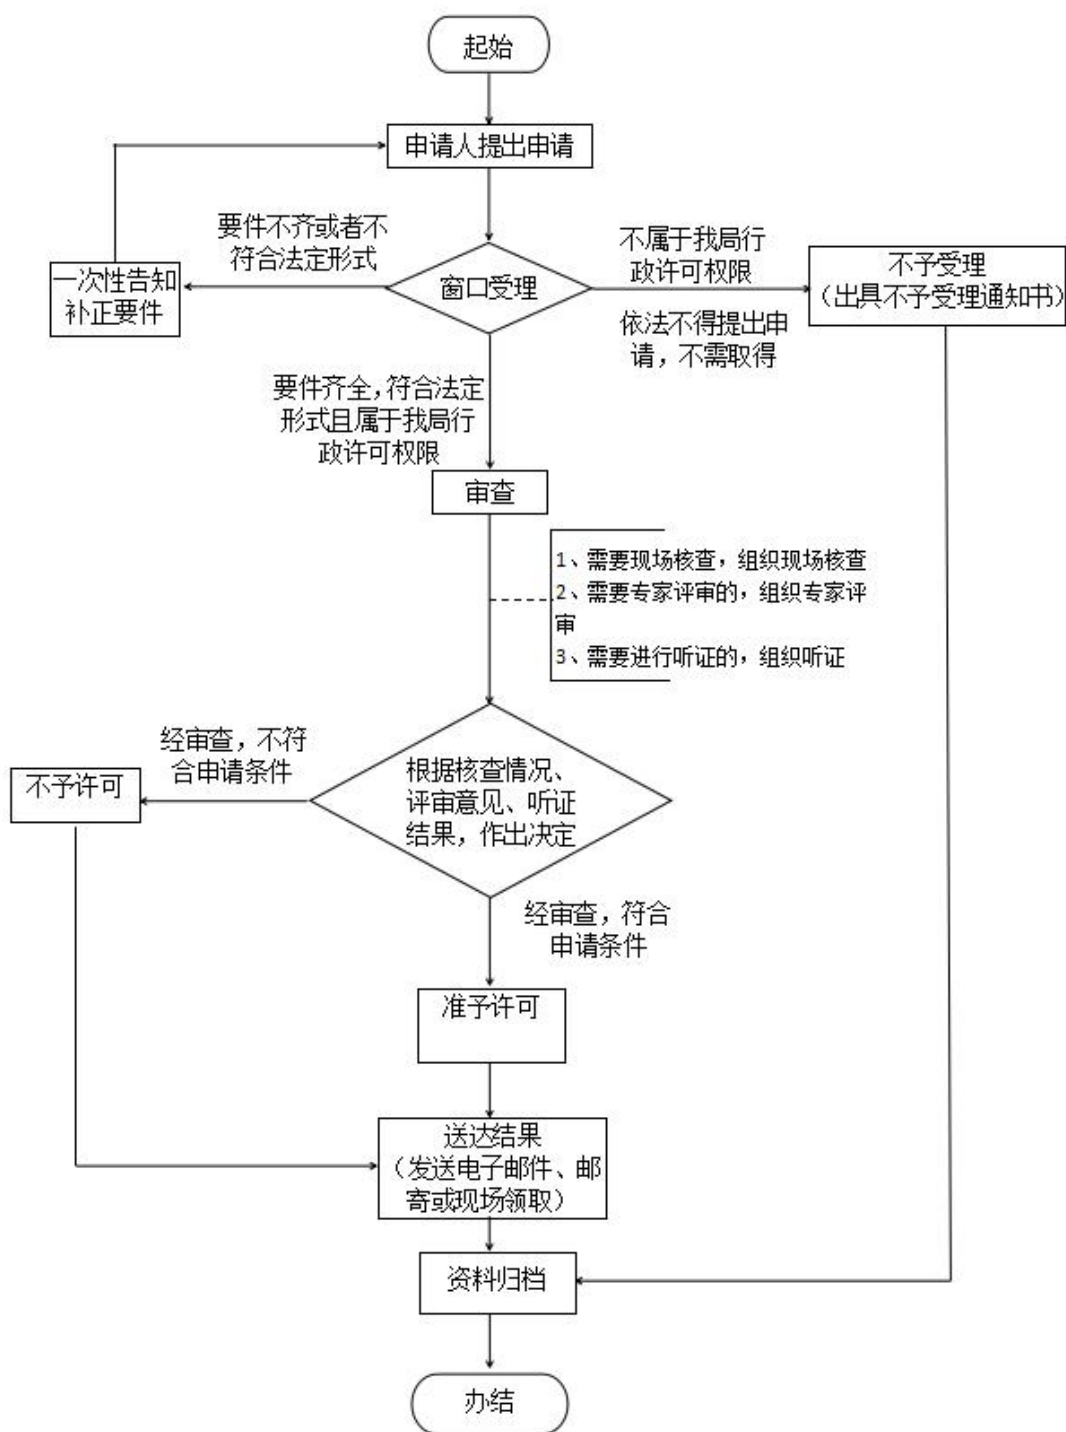 起始
申请人提出申请
要件不齐或者不
符合法定形式
一次性告知
补正要件
窗口受理
不属于我局行
政许可权限
依法不得提出申
请，不需取得
不予受理
（出具不予受理通知书）
要件齐全，符合法定
形式且属于我局行
政许可权限
审查
1、需要现场核查，组织现场核查
2、需要专家评审的，组织专家评
审
3、需要进行听证的，组织听证
经审查，不符
合申请条件
不予许可
根据核查情况、
评审意见、听证
结果，作出决定
经审查，符合
申请条件
准予许可
送达结果
（发送电子邮件、邮
寄或现场领取）
资料归档
办结